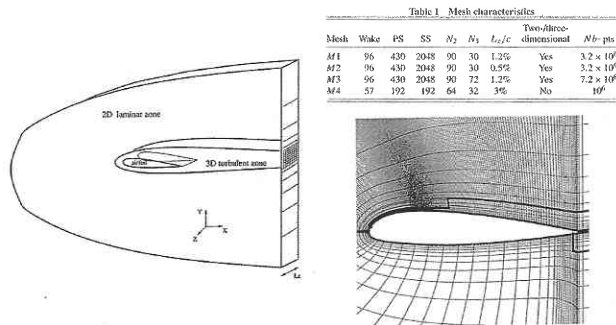 Table 1 Mesh characteristics
Two-/three-
Mesh Wake PS SS N2 N3 Lz/c dimensional Nb- pts
M1 96 430 2048 90 30 1.2% Yes 3.2 × 10⁶
M2 96 430 2048 90 30 0.5% Yes 3.2 × 10⁶
M3 96 430 2048 90 72 1.2% Yes 7.2 × 10⁶
M4 57 192 192 64 32 3% No 10⁶
2D laminar zone
airfoil
3D turbulent zone
Y
X
Z
Lz